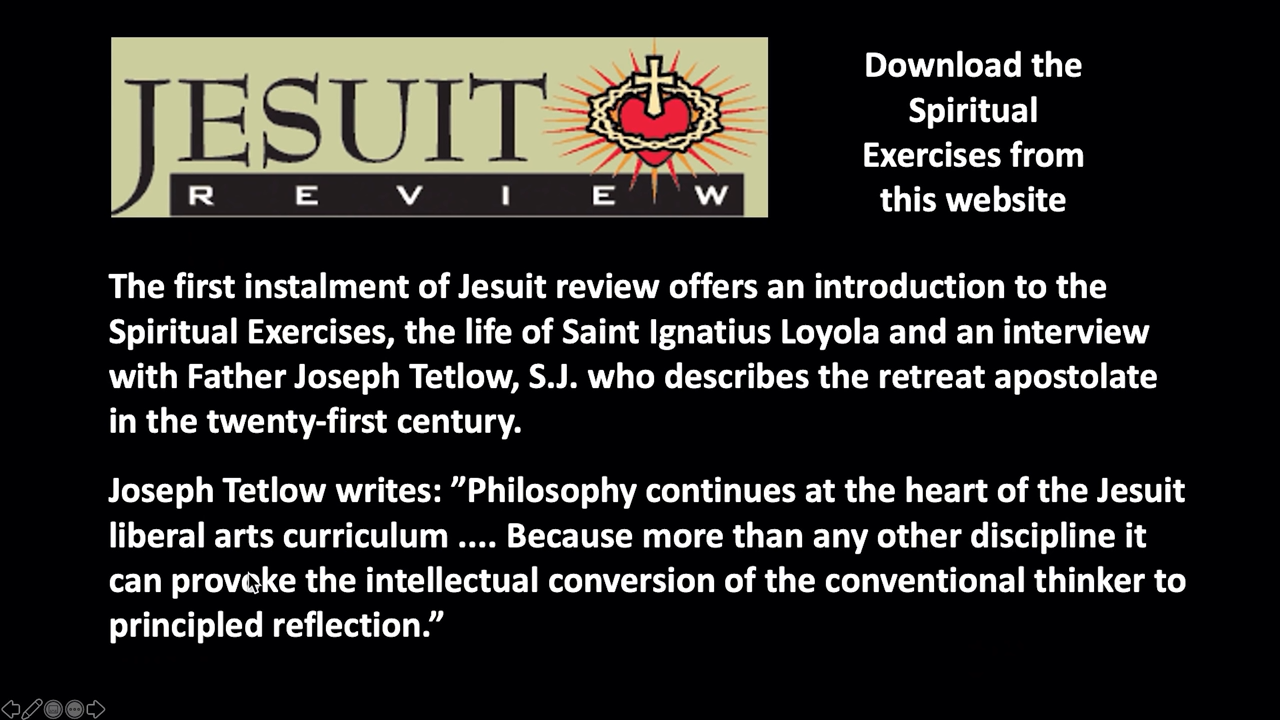 JESUIT
REVIEW
Download the
Spiritual
Exercises from
this website
The first instalment of Jesuit review offers an introduction to the
Spiritual Exercises, the life of Saint Ignatius Loyola and an interview
with Father Joseph Tetlow, S.J. who describes the retreat apostolate
in the twenty-first century.
Joseph Tetlow writes: ”Philosophy continues at the heart of the Jesuit
liberal arts curriculum .... Because more than any other discipline it
can provoke the intellectual conversion of the conventional thinker to
principled reflection.”